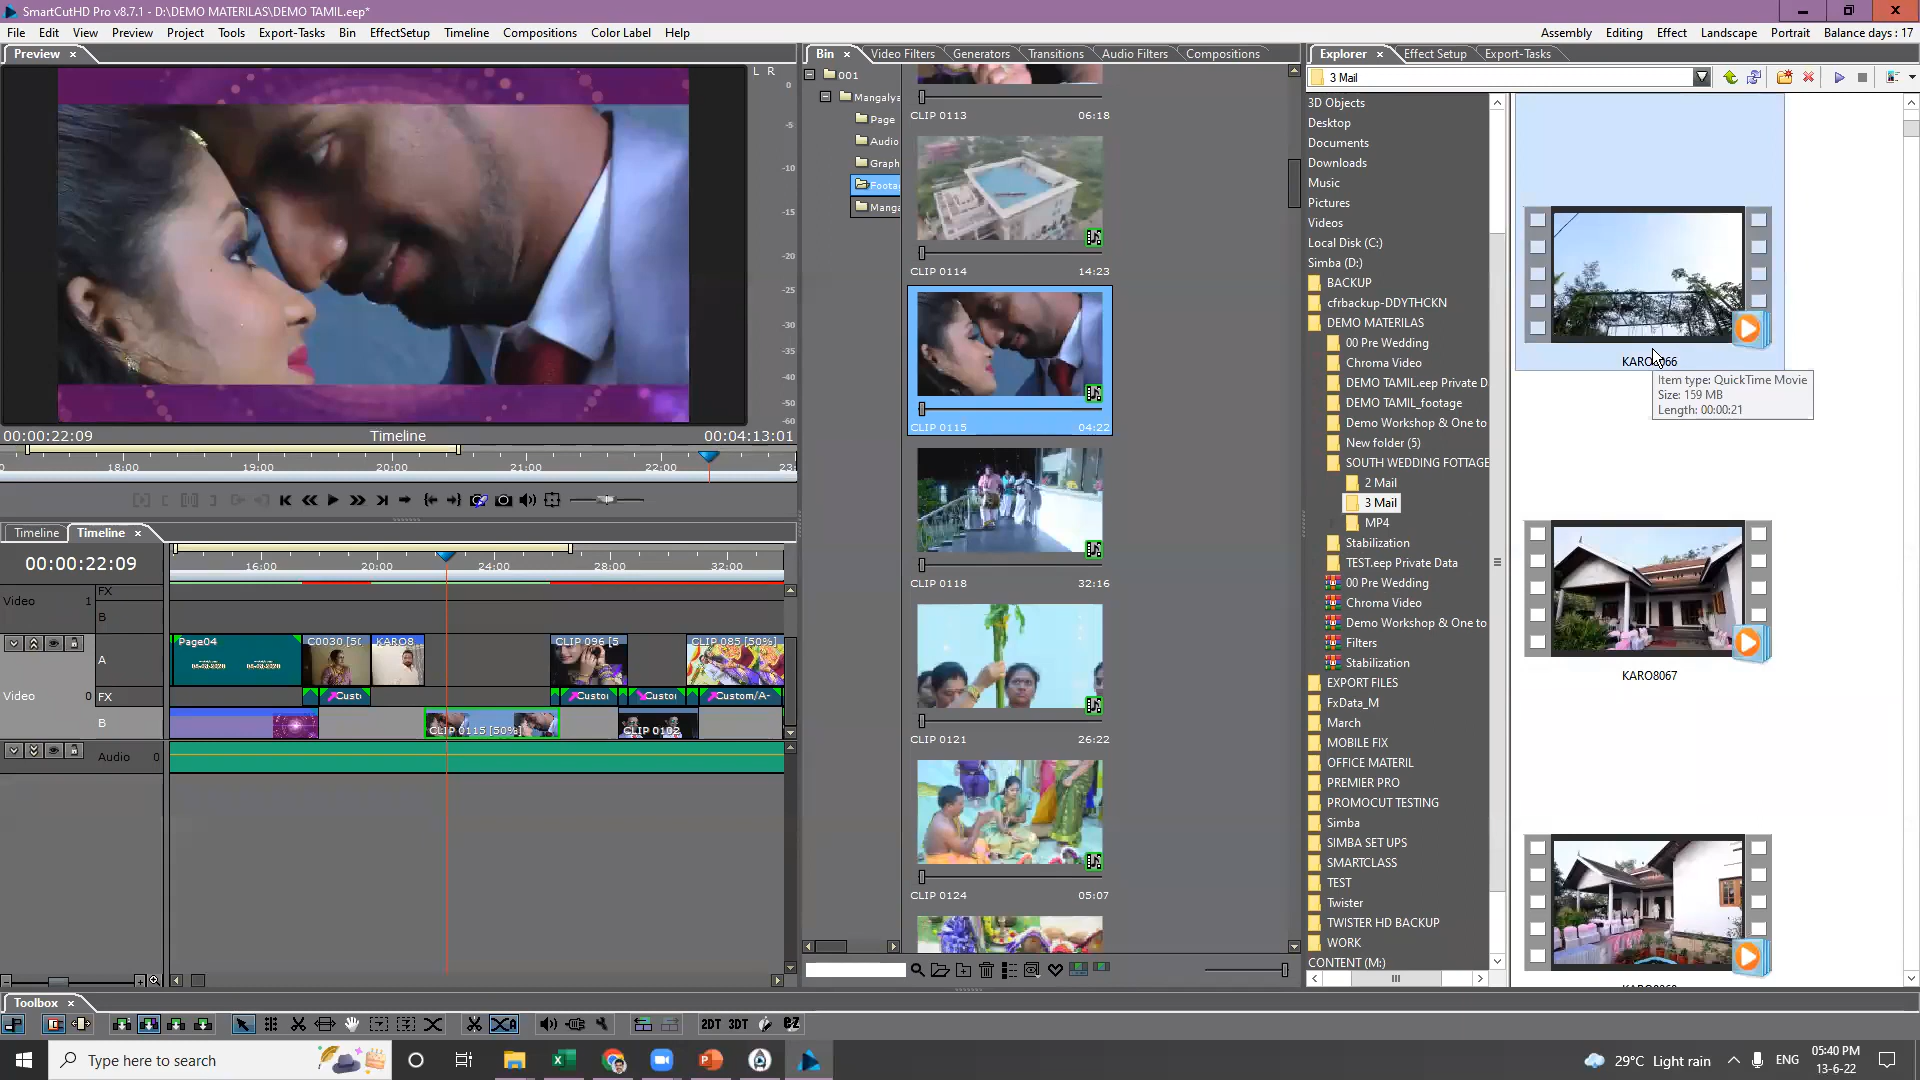 SmartCutHD Pro v8.7.1 - D:\DEMO MATERILAS\DEMO TAMIL.eep*
File Edit View Preview Project Tools Export-Tasks Bin EffectSetup Timeline Compositions Color Label Help
Assembly Editing Effect Landscape Portrait Balance days : 17
Preview
L R
0
-5
-10
-15
-20
-25
-30
-35
-40
-50
-60
00:00:22:09 Timeline 00:04:13:01
18:00 19:00 20:00 21:00 22:00 23:
Timeline Timeline
00:00:22:09
16:00 20:00 24:00 28:00 32:00
FX
Video 1
B
Page04 C0030 [5( KARO8 CLIP 096 [5 CLIP 085 [50%]
A
Video 0 FX Custo Custo Custo Custom/A-
B CLIP 0115 [50%] CLIP 0102
Audio 0
Bin Video Filters Generators Transitions Audio Filters Compositions
001
Mangalya
Page
Audio
Graph
Foota
Manga
CLIP 0113 06:18
CLIP 0114 14:23
CLIP 0115 04:22
CLIP 0118 32:16
CLIP 0121 26:22
CLIP 0124 05:07
Explorer Effect Setup Export-Tasks
3 Mail
3D Objects
Desktop
Documents
Downloads
Music
Pictures
Videos
Local Disk (C:)
Simba (D:)
BACKUP
cfrbackup-DDYTHCKN
DEMO MATERILAS
00 Pre Wedding
Chroma Video
DEMO TAMIL.eep Private D
DEMO TAMIL_footage
Demo Workshop & One to
New folder (5)
SOUTH WEDDING FOTTAGE
2 Mail
3 Mail
MP4
Stabilization
TEST.eep Private Data
00 Pre Wedding
Chroma Video
Demo Workshop & One to
Filters
Stabilization
EXPORT FILES
FxData_M
March
MOBILE FIX
OFFICE MATERIL
PREMIER PRO
PROMOCUT TESTING
Simba
SIMBA SET UPS
SMARTCLASS
TEST
Twister
TWISTER HD BACKUP
WORK
CONTENT (M:)
Item type: QuickTime Movie
Size: 159 MB
Length: 00:00:21
KARO8067
Toolbox
2DT 3DT eZ
Type here to search
29°C Light rain ENG 05:40 PM
13-6-22